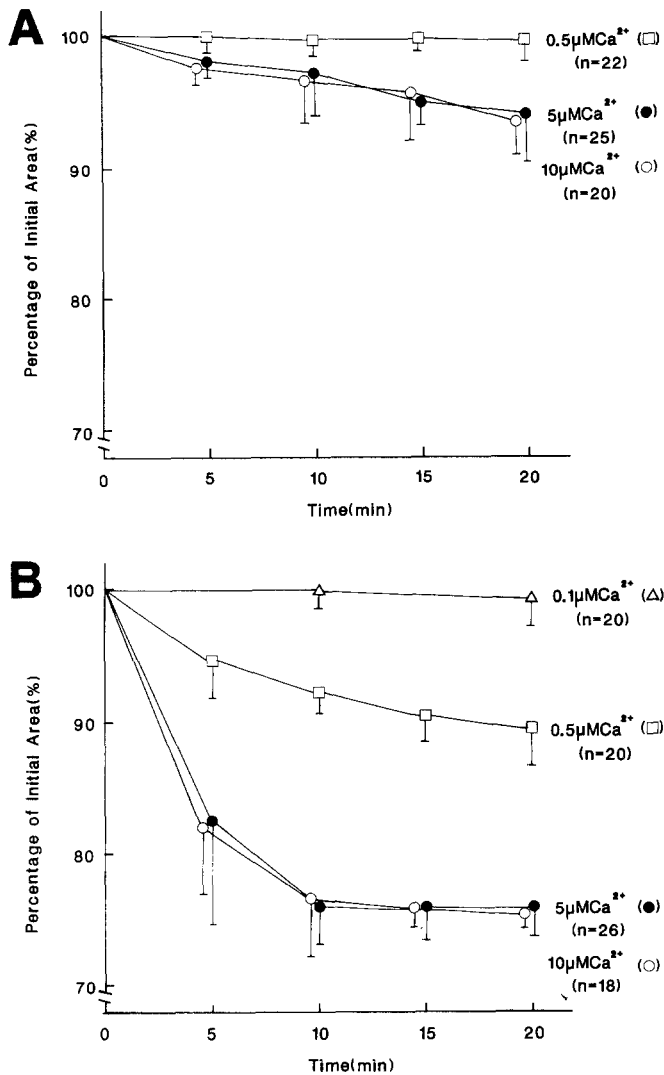 A
100
90
80
70
Percentage of Initial Area(%)
0.5μMCa²⁺ (□)
(n=22)
5μMCa²⁺ (●)
(n=25)
10μMCa²⁺ (○)
(n=20)
0 5 10 15 20
Time(min)
B
100
90
80
70
Percentage of Initial Area(%)
0.1μMCa²⁺ (△)
(n=20)
0.5μMCa²⁺ (□)
(n=20)
5μMCa²⁺ (●)
(n=26)
10μMCa²⁺ (○)
(n=18)
0 5 10 15 20
Time(min)